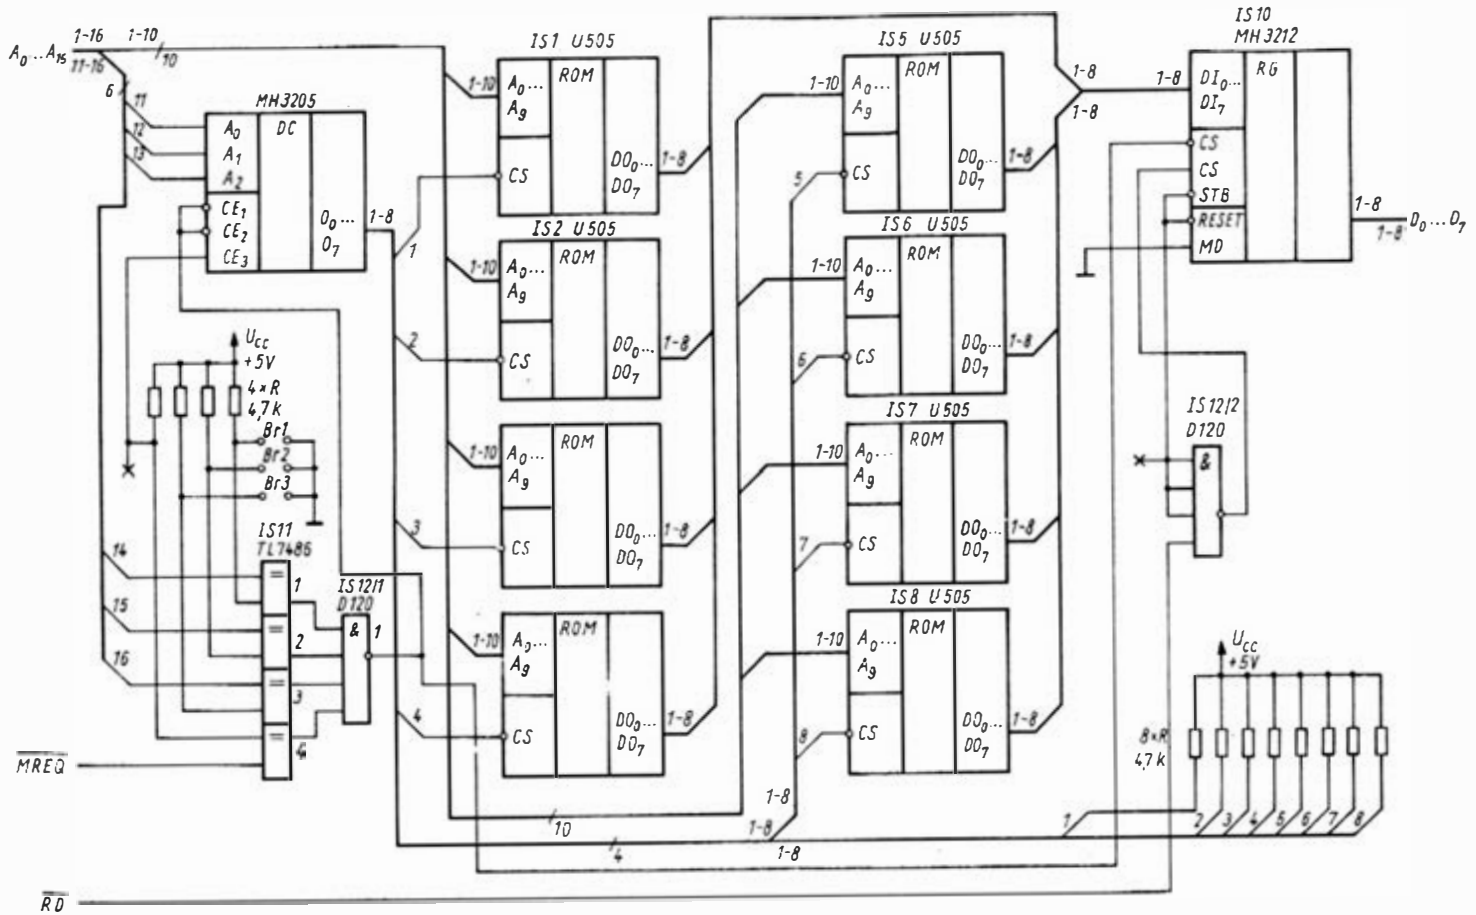 A₀...A₁₅
1-16
1-10
10
11-16
6
11
12
13
MH3205
A₀
A₁
A₂
CE₁
CE₂
CE₃
DC
O₀...
O₇
1-8
U_CC
+5V
4×R
4,7k
Br1
Br2
Br3
IS11
TL7486
14
15
16
=
=
=
=
1
2
3
4
IS12/1
D120
&
1
MREQ
RD
IS1 U505
1-10
A₀...
A₉
ROM
CS
DO₀...
DO₇
1-8
1
IS2 U505
1-10
A₀...
A₉
ROM
CS
DO₀...
DO₇
1-8
2
1-10
A₀...
A₉
ROM
CS
DO₀...
DO₇
1-8
3
1-10
A₀...
A₉
ROM
CS
DO₀...
DO₇
1-8
4
10
4
1-8
1-8
1-8
IS5 U505
1-10
A₀...
A₉
ROM
CS
DO₀...
DO₇
1-8
5
IS6 U505
1-10
A₀...
A₉
ROM
CS
DO₀...
DO₇
1-8
6
IS7 U505
1-10
A₀...
A₉
ROM
CS
DO₀...
DO₇
1-8
7
IS8 U505
1-10
A₀...
A₉
ROM
CS
DO₀...
DO₇
1-8
8
1-8
1-8
1-8
IS10
MH3212
DI₀...
DI₇
RG
CS
CS
STB
RESET
MD
1-8
1-8
D₀...D₇
IS12/2
D120
&
U_CC
+5V
8×R
4,7k
1
2
3
4
5
6
7
8